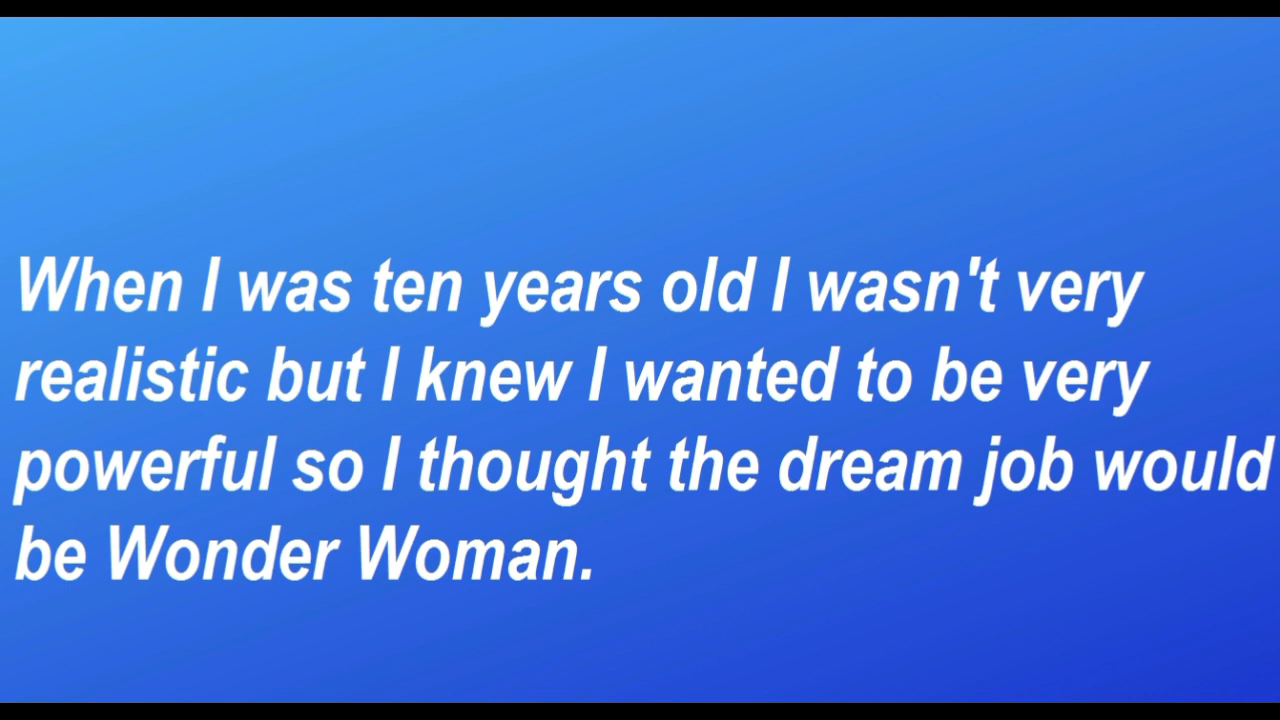 When I was ten years old I wasn't very
realistic but I knew I wanted to be very
powerful so I thought the dream job would
be Wonder Woman.